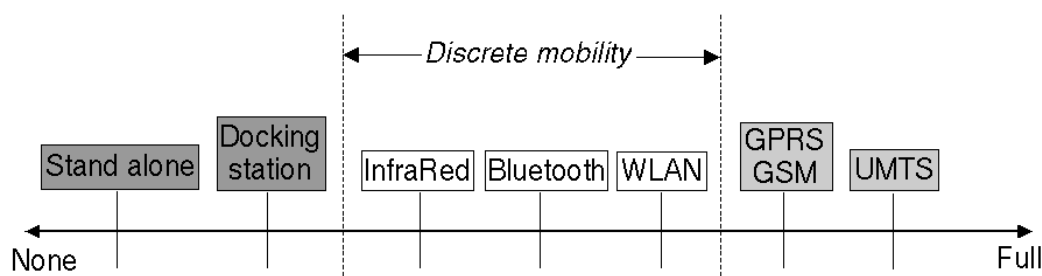 Discrete mobility
Stand alone
Docking
station
InfraRed
Bluetooth
WLAN
GPRS
GSM
UMTS
None
Full